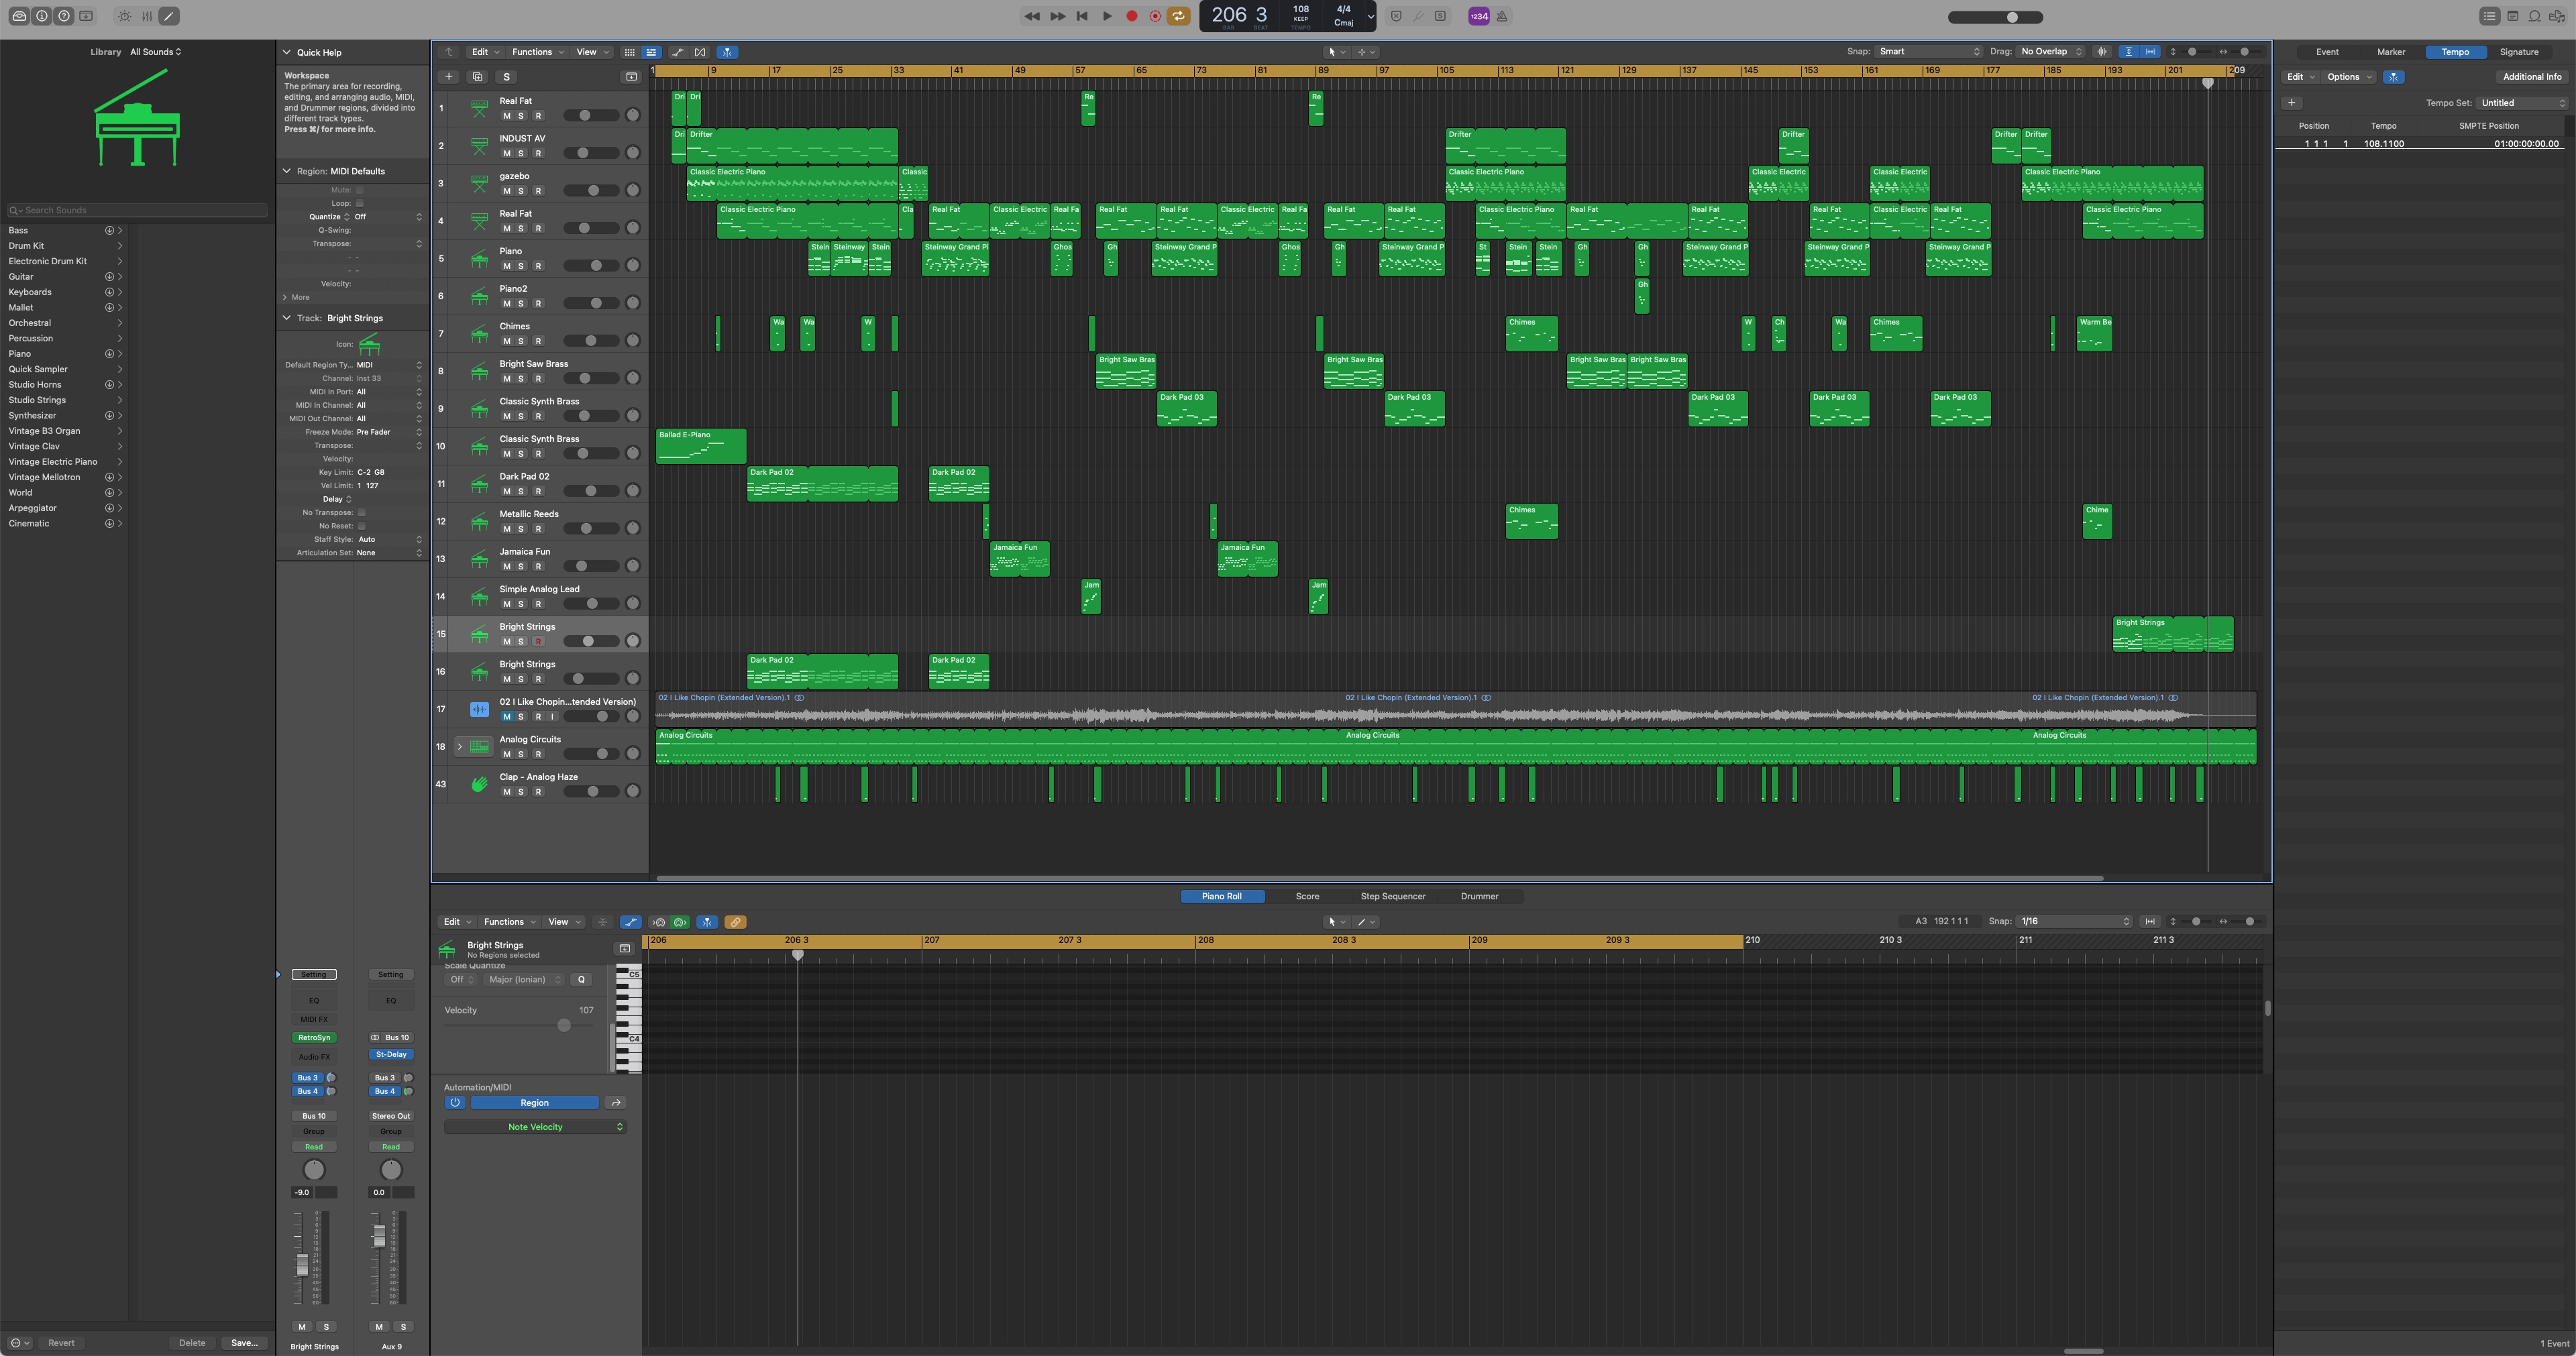 206 3
108
4/4
BAR
BEAT
KEEP
TEMPO
Cmaj
1234
Library All Sounds
Quick Help
Workspace
The primary area for recording,
editing, and arranging audio, MIDI,
and Drummer regions, divided into
different track types.
Press ⌘/ for more info.
Region: MIDI Defaults
Mute:
Loop:
Quantize Off
Q-Swing:
Transpose:
Velocity:
More
Track: Bright Strings
Icon:
Default Region Ty... MIDI
Channel: Inst 33
MIDI In Port: All
MIDI In Channel: All
MIDI Out Channel: All
Freeze Mode: Pre Fader
Transpose:
Velocity:
Key Limit: C-2 G8
Vel Limit: 1 127
Delay
No Transpose:
No Reset:
Staff Style: Auto
Articulation Set: None
Search Sounds
Bass
Drum Kit
Electronic Drum Kit
Guitar
Keyboards
Mallet
Orchestral
Percussion
Piano
Quick Sampler
Studio Horns
Studio Strings
Synthesizer
Vintage B3 Organ
Vintage Clav
Vintage Electric Piano
Vintage Mellotron
World
Arpeggiator
Cinematic
Revert Delete Save...
Setting Setting
EQ EQ
MIDI FX
RetroSyn Bus 10
Audio FX St-Delay
Bus 3 Bus 3
Bus 4 Bus 4
Bus 10 Stereo Out
Group Group
Read Read
-9.0 0.0
M S M S
Bright Strings Aux 9
Edit Functions View Snap: Smart Drag: No Overlap
S
1 9 17 25 33 41 49 57 65 73 81 89 97 105 113 121 129 137 145 153 161 169 177 185 193 201 209
1 Real Fat M S R Dri Dri Re Re
2 INDUST AV M S R Dri Drifter Drifter Drifter Drifter Drifter
3 gazebo M S R Classic Electric Piano Classic Classic Electric Piano Classic Electric Classic Electric Classic Electric Piano
4 Real Fat M S R Classic Electric Piano Cla Real Fat Classic Electric Real Fa Real Fat Real Fat Classic Electric Real Fa Real Fat Real Fat Classic Electric Piano Real Fat Real Fat Real Fat Classic Electric Real Fat Classic Electric Piano
5 Piano M S R Stein Steinway Stein Steinway Grand Pi Ghos Gh Steinway Grand P Ghos Gh Steinway Grand P St Stein Stein Gh Gh Steinway Grand P Steinway Grand P Steinway Grand P
6 Piano2 M S R Gh
7 Chimes M S R Wa Wa W Chimes W Ch Wa Chimes Warm Be
8 Bright Saw Brass M S R Bright Saw Bras Bright Saw Bras Bright Saw Bras Bright Saw Bras
9 Classic Synth Brass M S R Dark Pad 03 Dark Pad 03 Dark Pad 03 Dark Pad 03 Dark Pad 03
10 Classic Synth Brass M S R Ballad E-Piano
11 Dark Pad 02 M S R Dark Pad 02 Dark Pad 02
12 Metallic Reeds M S R Chimes Chime
13 Jamaica Fun M S R Jamaica Fun Jamaica Fun
14 Simple Analog Lead M S R Jam Jam
15 Bright Strings M S R Bright Strings
16 Bright Strings M S R Dark Pad 02 Dark Pad 02
17 02 I Like Chopin...tended Version) M S R I 02 I Like Chopin (Extended Version).1 02 I Like Chopin (Extended Version).1 02 I Like Chopin (Extended Version).1
18 Analog Circuits M S R Analog Circuits Analog Circuits Analog Circuits
43 Clap - Analog Haze M S R
Piano Roll Score Step Sequencer Drummer
Edit Functions View A3 192 1 1 1 Snap: 1/16
206 206 3 207 207 3 208 208 3 209 209 3 210 210 3 211 211 3
Bright Strings
No Regions selected
Scale Quantize
Off Major (Ionian) Q
Velocity 107
C5
C4
Automation/MIDI
Region
Note Velocity
Event Marker Tempo Signature
Edit Options Additional Info
Tempo Set: Untitled
Position Tempo SMPTE Position
1 1 1 1 108.1100 01:00:00:00.00
1 Event